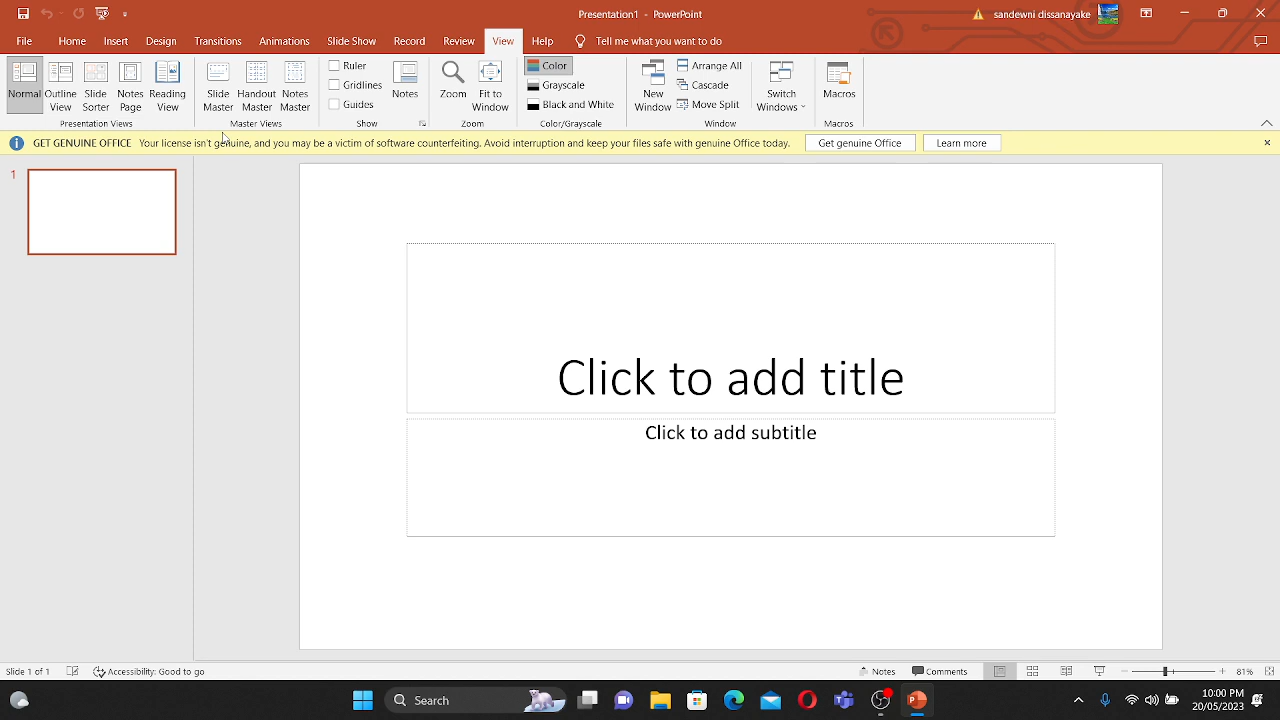 Presentation1 - PowerPoint
sandewni dissanayake
File Home Insert Design Transitions Animations Slide Show Record Review View Help Tell me what you want to do
Normal Outline View Slide Sorter Notes Page Reading View
Presentation Views
Slide Master Handout Master Notes Master
Master Views
Ruler
Gridlines
Guides
Notes
Show
Zoom Fit to Window
Zoom
Color
Grayscale
Black and White
Color/Grayscale
New Window
Arrange All
Cascade
Move Split
Switch Windows
Window
Macros
Macros
GET GENUINE OFFICE Your license isn't genuine, and you may be a victim of software counterfeiting. Avoid interruption and keep your files safe with genuine Office today. Get genuine Office Learn more
1
Click to add title
Click to add subtitle
Slide 1 of 1 Accessibility: Good to go Notes Comments 81%
Search
10:00 PM
20/05/2023